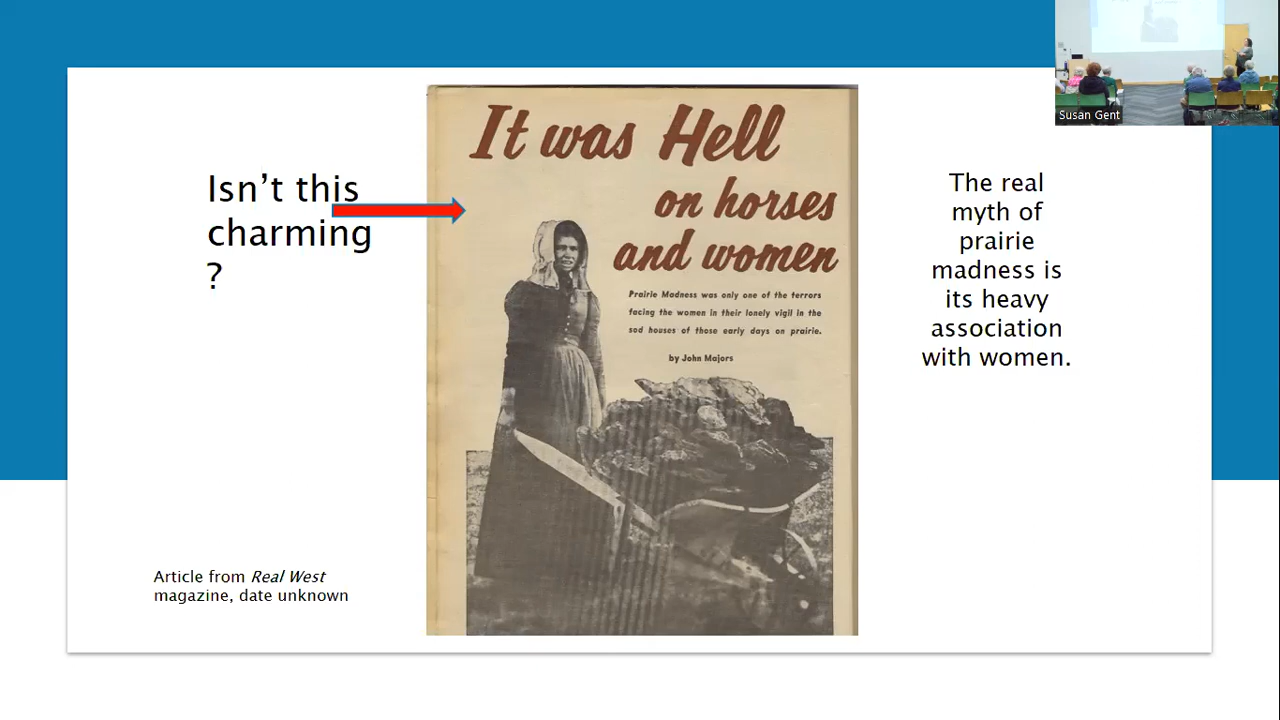 Susan Gent
Isn’t this
charming
?
It was Hell
on horses
and women
Prairie Madness was only one of the terrors
facing the women in their lonely vigil in the
sod houses of those early days on prairie.
by John Majors
The real
myth of
prairie
madness is
its heavy
association
with women.
Article from Real West
magazine, date unknown